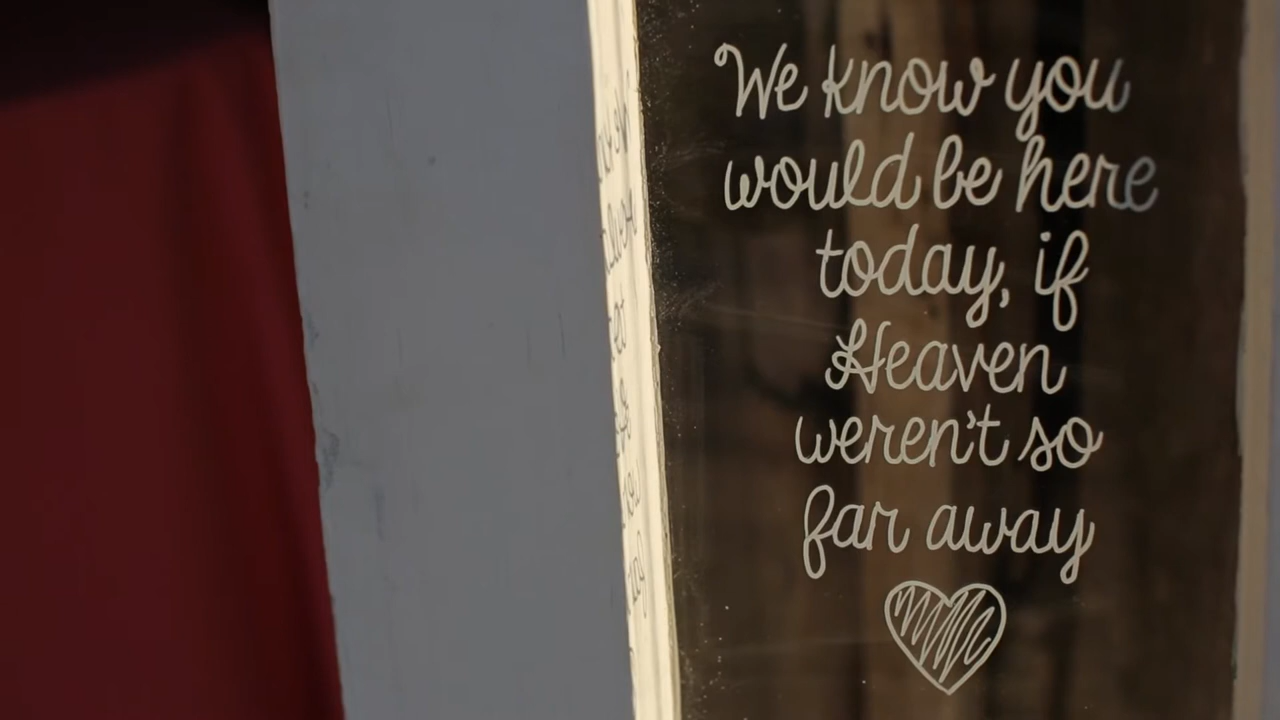 We know you
would be here
today, if
Heaven
weren't so
far away